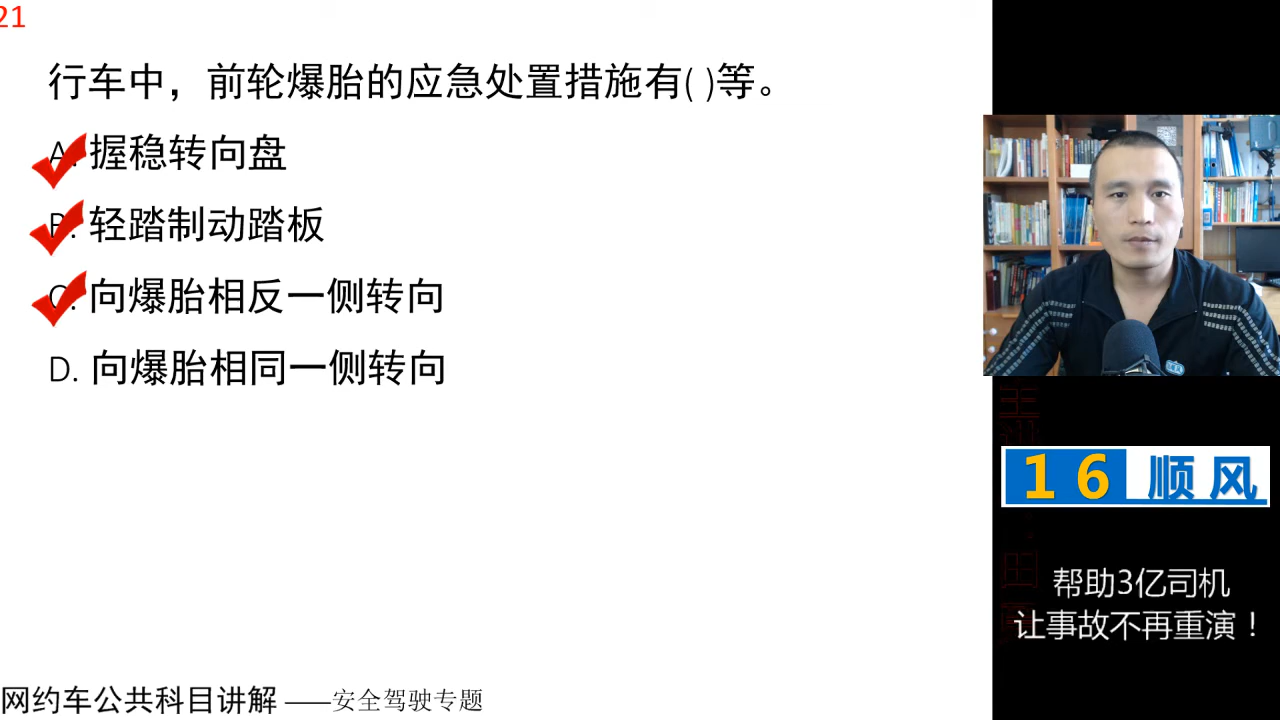 21
行车中，前轮爆胎的应急处置措施有( )等。
A. 握稳转向盘
B. 轻踏制动踏板
C. 向爆胎相反一侧转向
D. 向爆胎相同一侧转向
16顺风
帮助3亿司机
让事故不再重演！
网约车公共科目讲解 ——安全驾驶专题